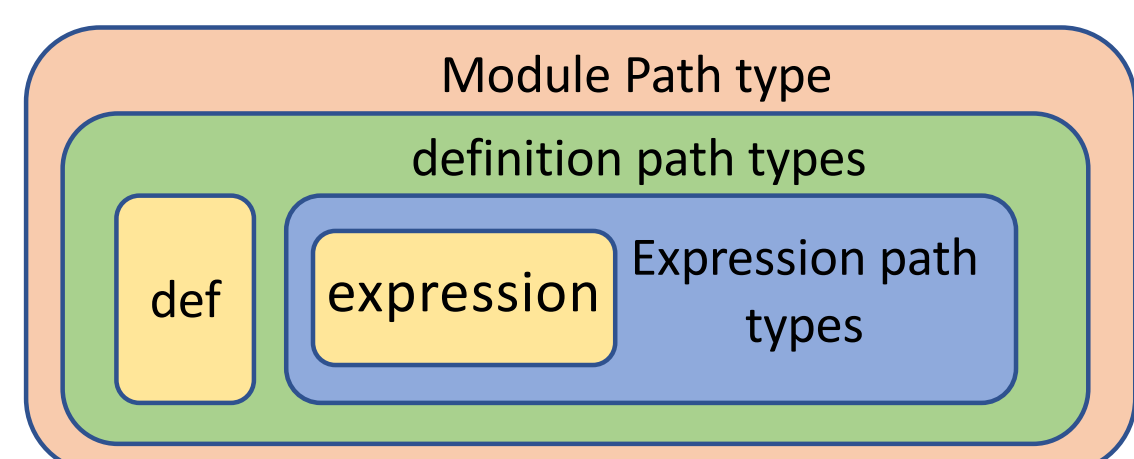 Module Path type
definition path types
def
expression
Expression path
types